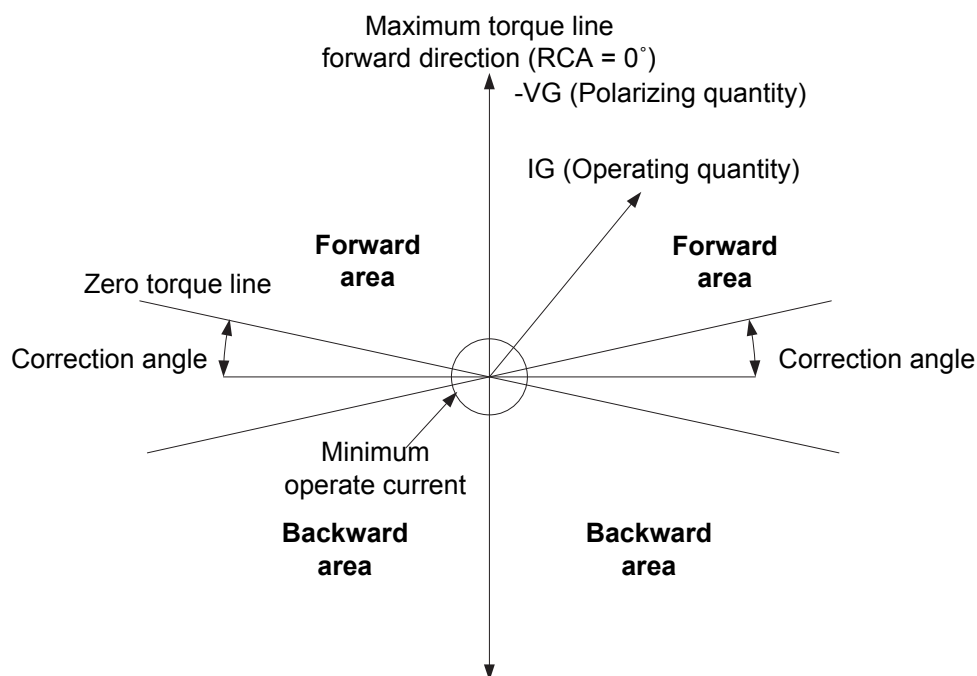 Maximum torque line
forward direction (RCA = 0˚)
-VG (Polarizing quantity)
IG (Operating quantity)
Forward
area
Forward
area
Zero torque line
Correction angle
Correction angle
Minimum
operate current
Backward
area
Backward
area